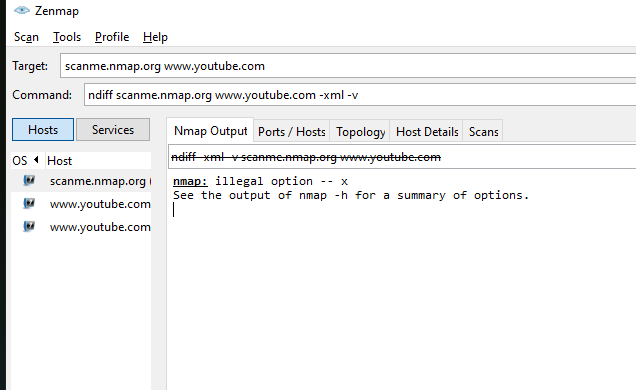 Zenmap
Scan Tools Profile Help
Target: scanme.nmap.org www.youtube.com
Command: ndiff scanme.nmap.org www.youtube.com -xml -v
Hosts Services
Nmap Output Ports / Hosts Topology Host Details Scans
OS Host
ndiff -xml -v scanme.nmap.org www.youtube.com
scanme.nmap.org (
nmap: illegal option -- x
See the output of nmap -h for a summary of options.
www.youtube.com
www.youtube.com